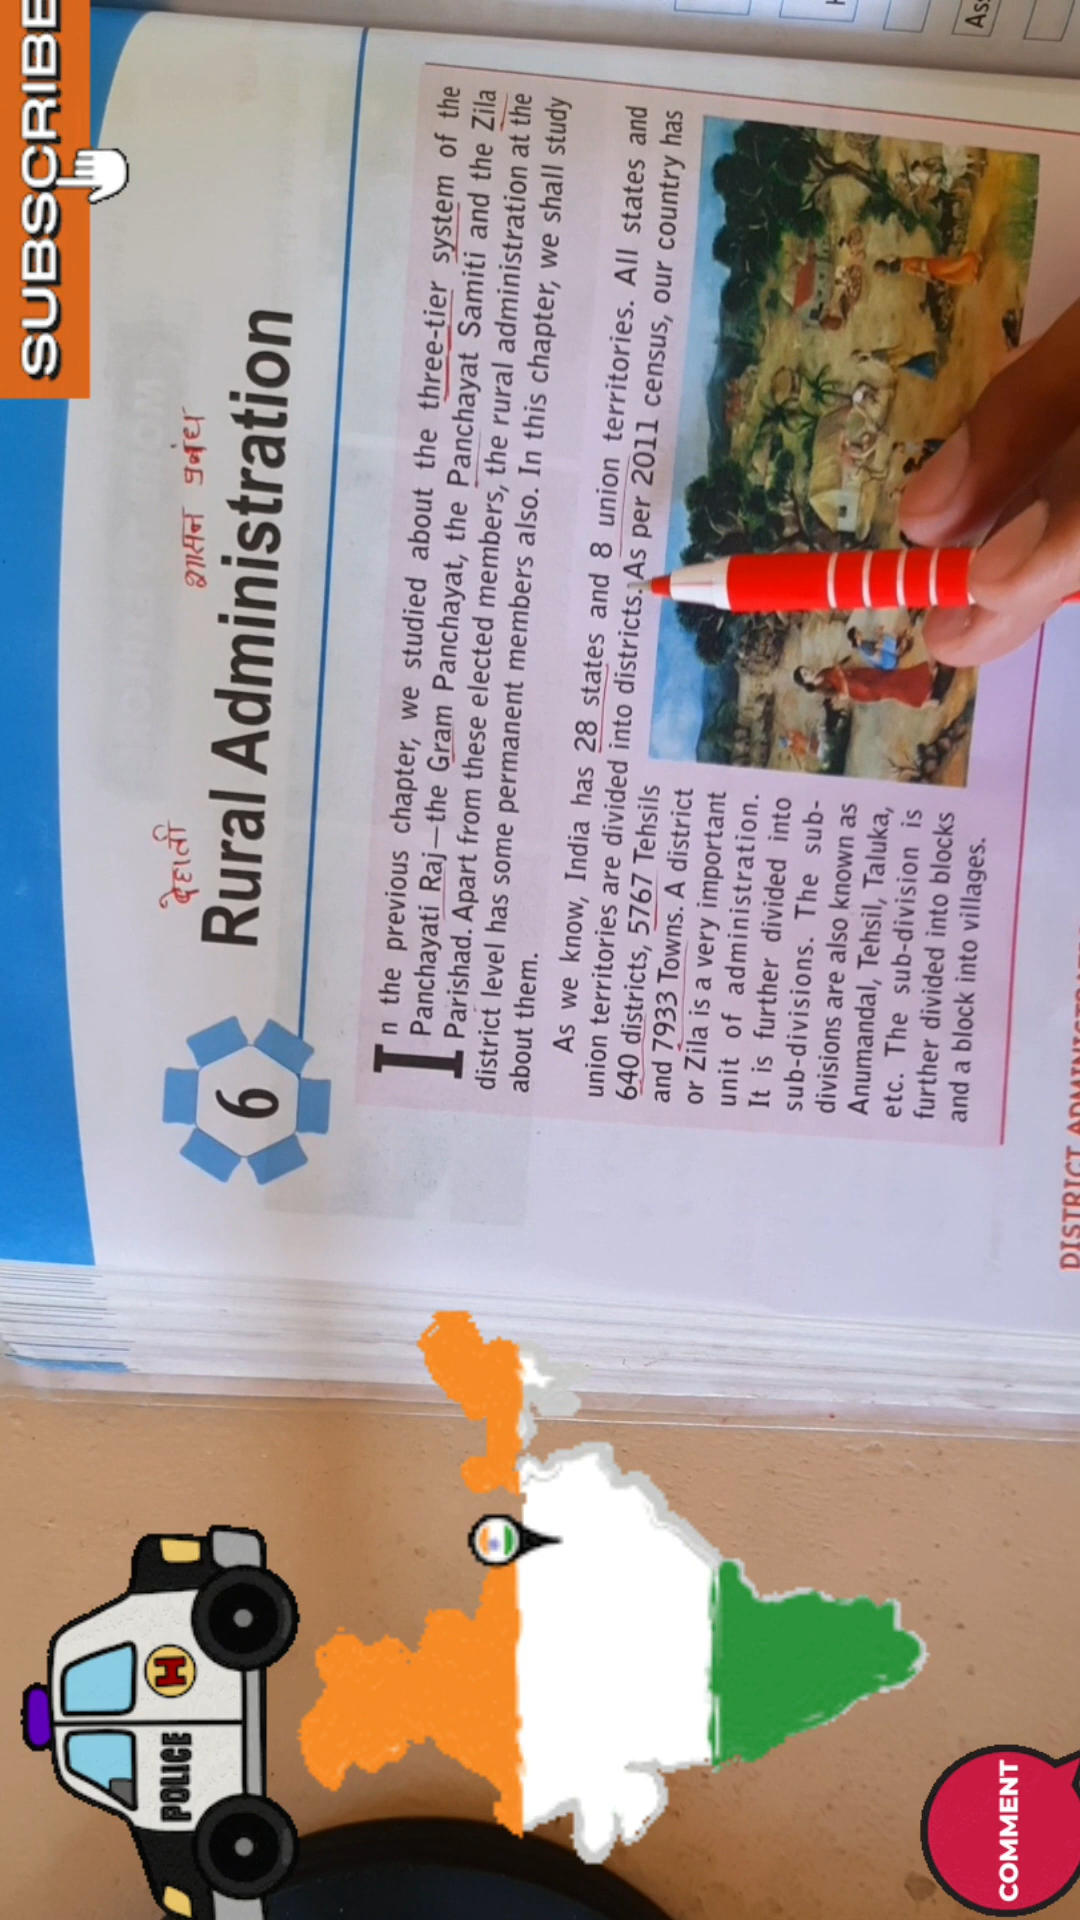 SUBSCRIBE
देहाती शासन प्रबंध
6 Rural Administration
In the previous chapter, we studied about the three-tier system of the
Panchayati Raj—the Gram Panchayat, the Panchayat Samiti and the Zila
Parishad. Apart from these elected members, the rural administration at the
district level has some permanent members also. In this chapter, we shall study
about them.
As we know, India has 28 states and 8 union territories. All states and
union territories are divided into districts. As per 2011 census, our country has
640 districts, 5767 Tehsils
and 7933 Towns. A district
or Zila is a very important
unit of administration.
It is further divided into
sub-divisions. The sub-
divisions are also known as
Anumandal, Tehsil, Taluka,
etc. The sub-division is
further divided into blocks
and a block into villages.
POLICE
H
COMMENT